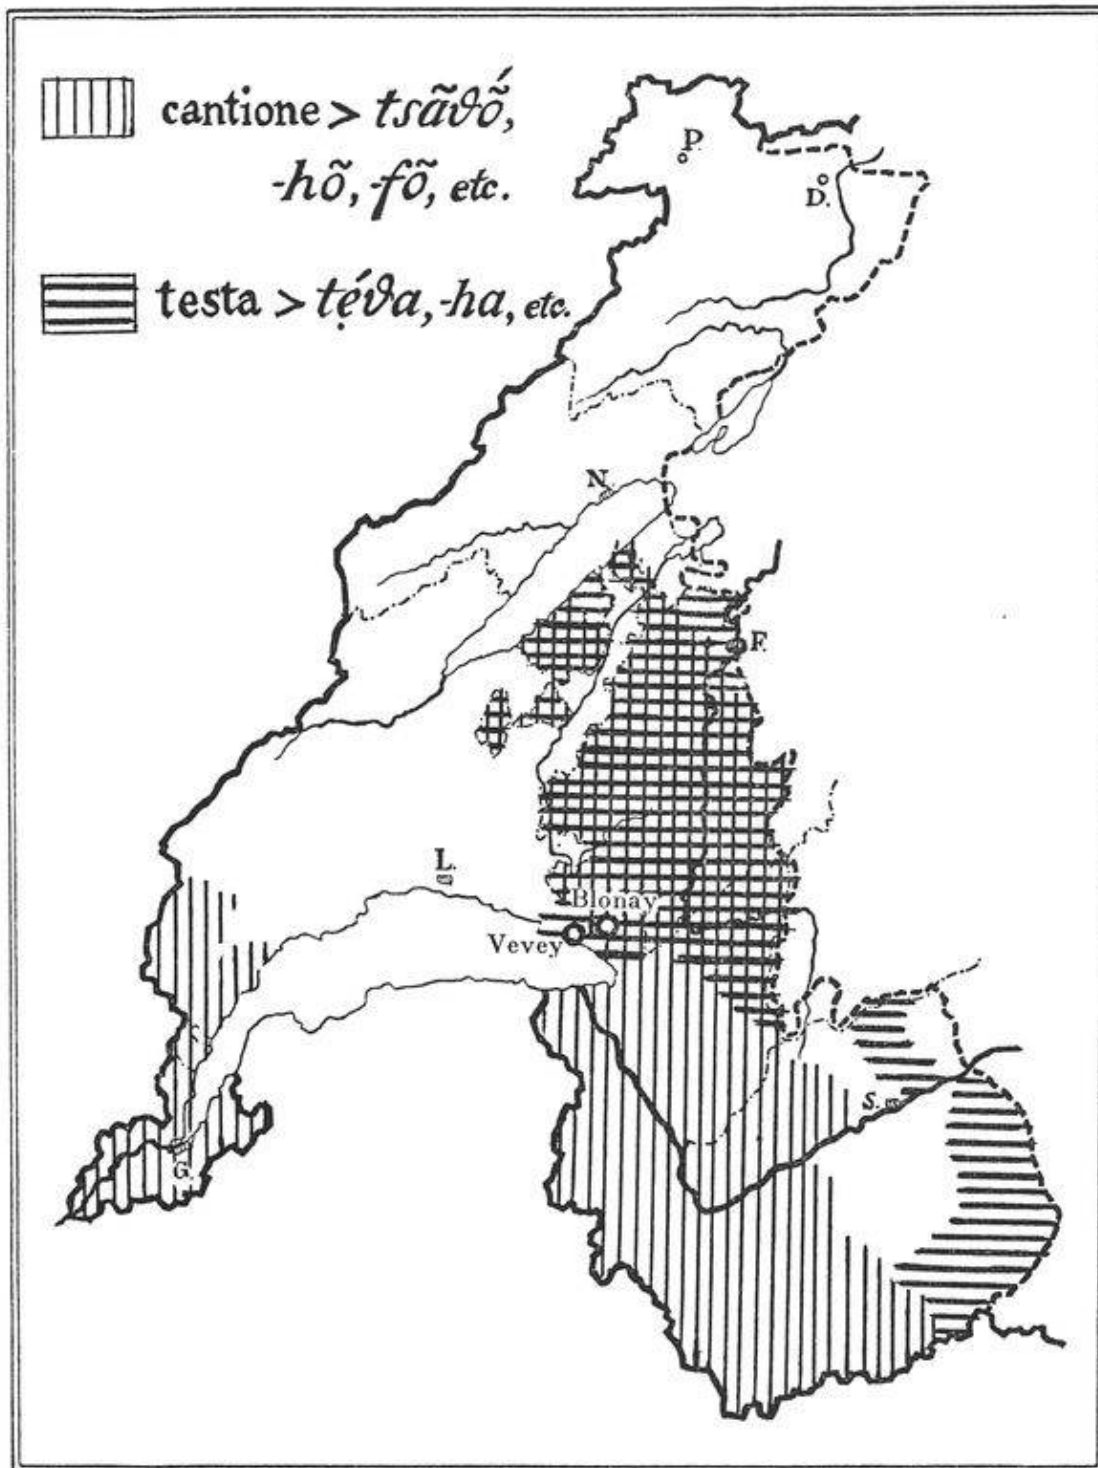 cantione > tsãϑṍ,
-hõ, -fõ, etc.
testa > tẹ́ϑa, -ha, etc.
P.
D.
N.
F.
L.
Blonay
Vevey
S.
G.